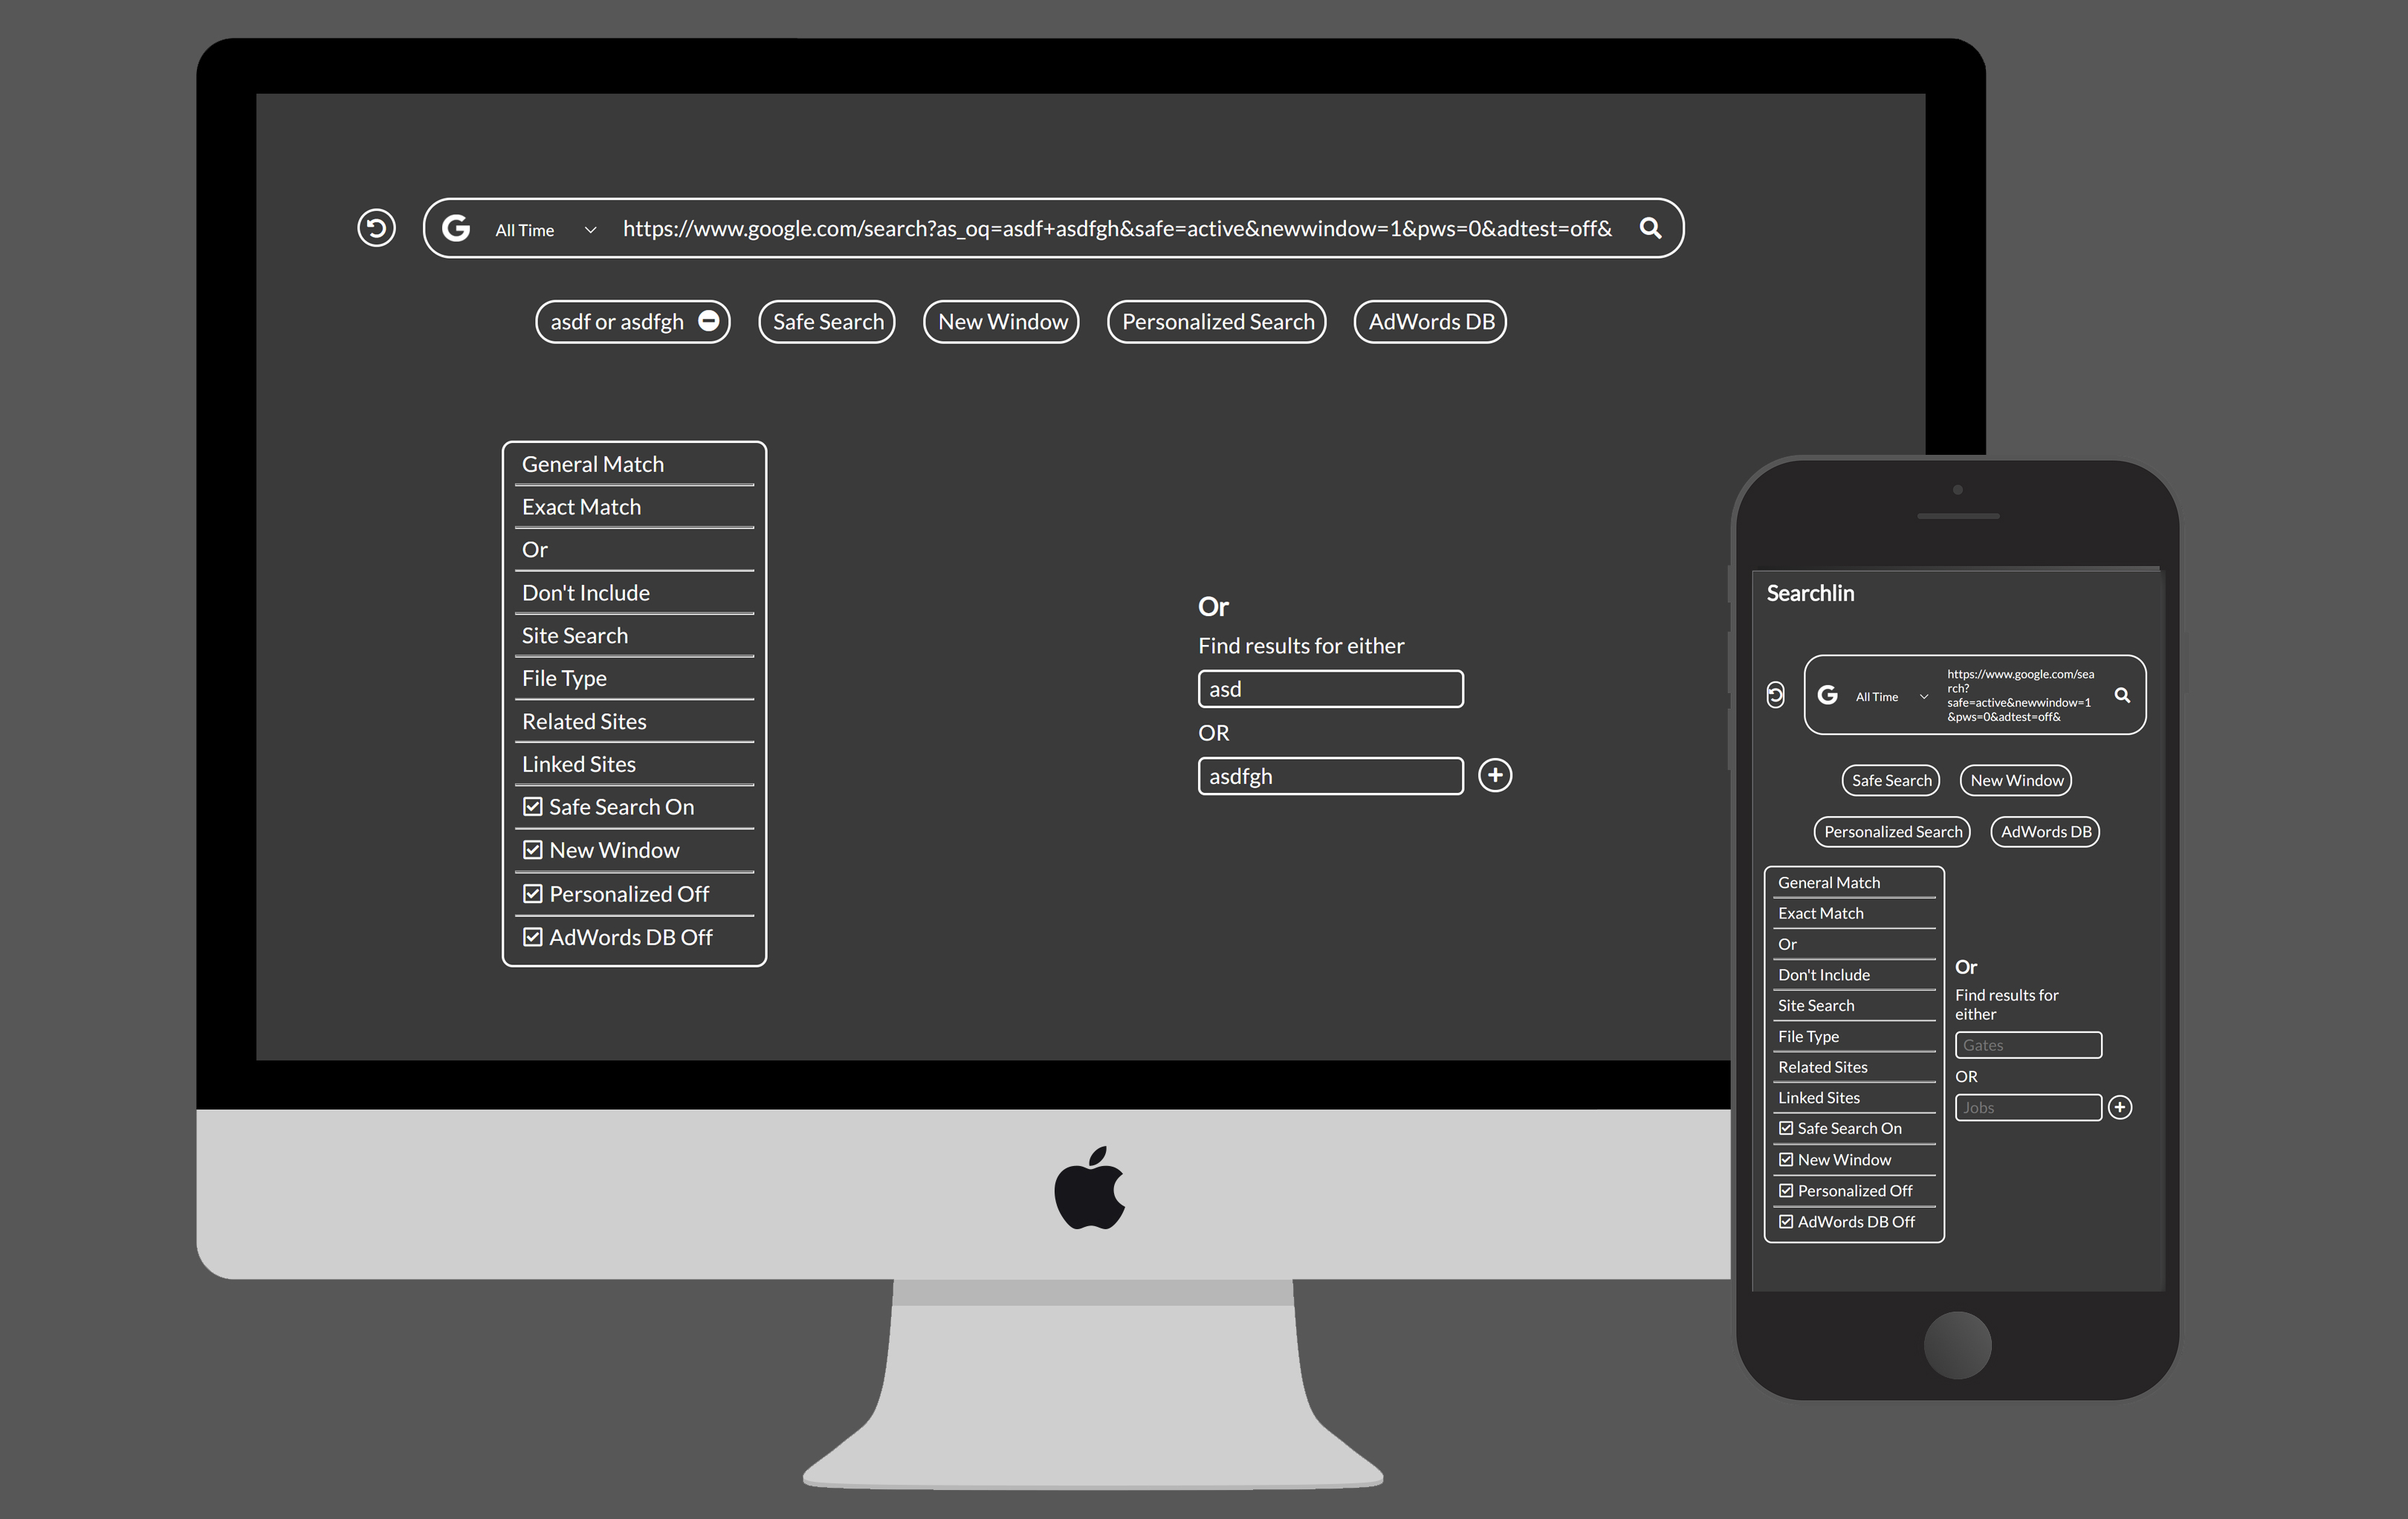 All Time
https://www.google.com/search?as_oq=asdf+asdfgh&safe=active&newwindow=1&pws=0&adtest=off&
asdf or asdfgh
Safe Search
New Window
Personalized Search
AdWords DB
General Match
Exact Match
Or
Don't Include
Site Search
File Type
Related Sites
Linked Sites
Safe Search On
New Window
Personalized Off
AdWords DB Off
Or
Find results for either
asd
OR
asdfgh
Searchlin
All Time
https://www.google.com/sea
rch?
safe=active&newwindow=1
&pws=0&adtest=off&
Safe Search
New Window
Personalized Search
AdWords DB
General Match
Exact Match
Or
Don't Include
Site Search
File Type
Related Sites
Linked Sites
Safe Search On
New Window
Personalized Off
AdWords DB Off
Or
Find results for
either
Gates
OR
Jobs